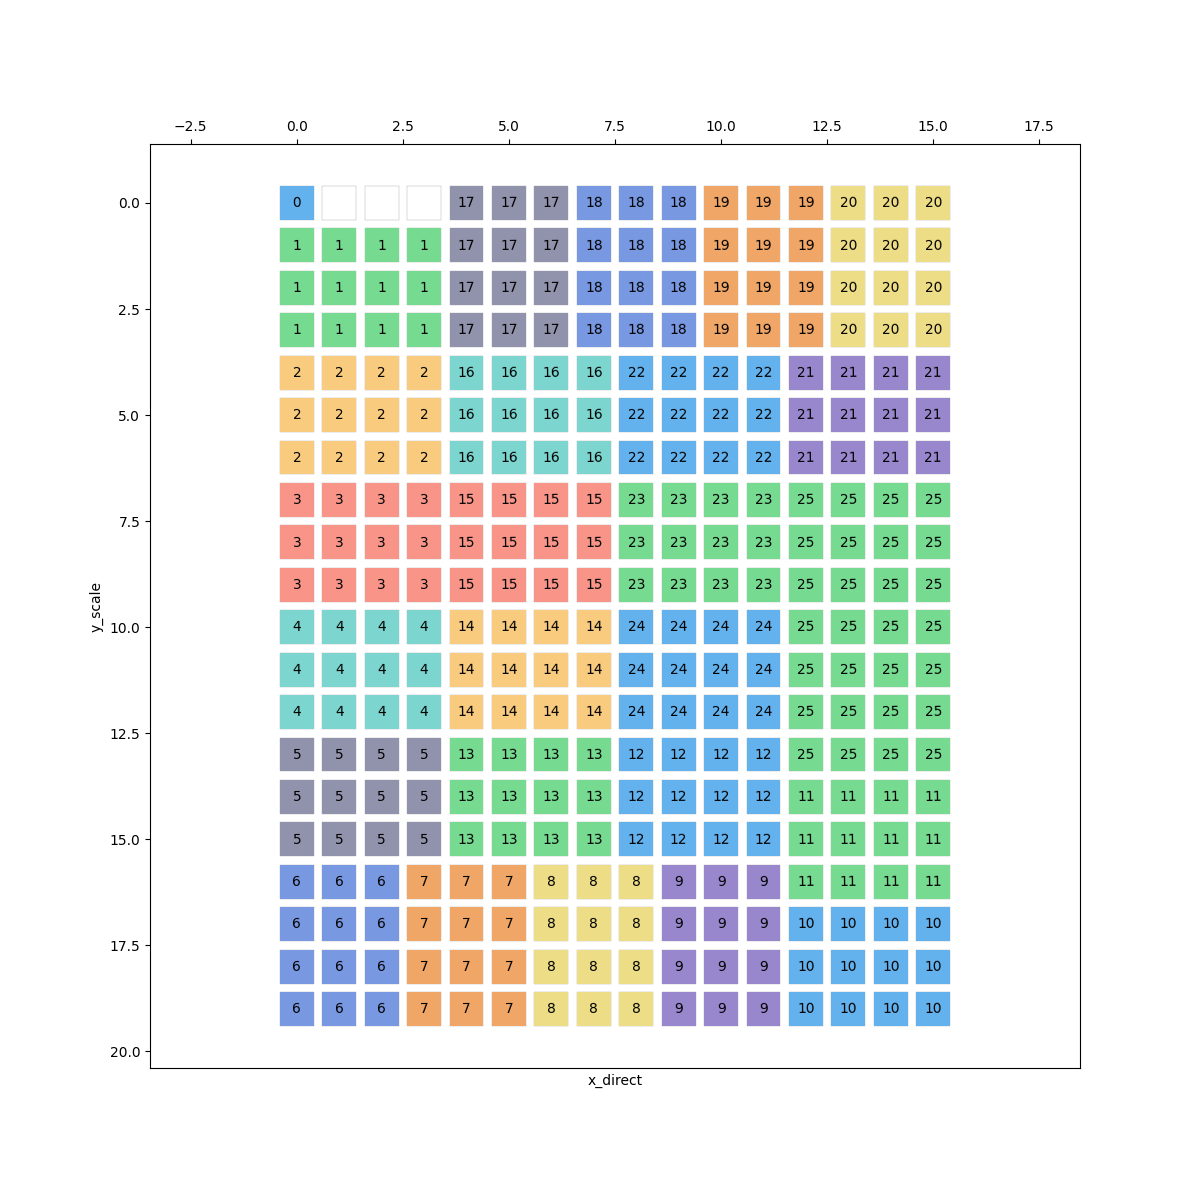 −2.5 0.0 2.5 5.0 7.5 10.0 12.5 15.0 17.5
0.0 0 17 17 17 18 18 18 19 19 19 20 20 20
1 1 1 1 17 17 17 18 18 18 19 19 19 20 20 20
1 1 1 1 17 17 17 18 18 18 19 19 19 20 20 20
2.5
1 1 1 1 17 17 17 18 18 18 19 19 19 20 20 20
2 2 2 2 16 16 16 16 22 22 22 22 21 21 21 21
5.0 2 2 2 2 16 16 16 16 22 22 22 22 21 21 21 21
2 2 2 2 16 16 16 16 22 22 22 22 21 21 21 21
3 3 3 3 15 15 15 15 23 23 23 23 25 25 25 25
7.5
3 3 3 3 15 15 15 15 23 23 23 23 25 25 25 25
3 3 3 3 15 15 15 15 23 23 23 23 25 25 25 25
y_scale
10.0 4 4 4 4 14 14 14 14 24 24 24 24 25 25 25 25
4 4 4 4 14 14 14 14 24 24 24 24 25 25 25 25
4 4 4 4 14 14 14 14 24 24 24 24 25 25 25 25
12.5
5 5 5 5 13 13 13 13 12 12 12 12 25 25 25 25
5 5 5 5 13 13 13 13 12 12 12 12 11 11 11 11
15.0 5 5 5 5 13 13 13 13 12 12 12 12 11 11 11 11
6 6 6 7 7 7 8 8 8 9 9 9 11 11 11 11
6 6 6 7 7 7 8 8 8 9 9 9 10 10 10 10
17.5
6 6 6 7 7 7 8 8 8 9 9 9 10 10 10 10
6 6 6 7 7 7 8 8 8 9 9 9 10 10 10 10
20.0
x_direct